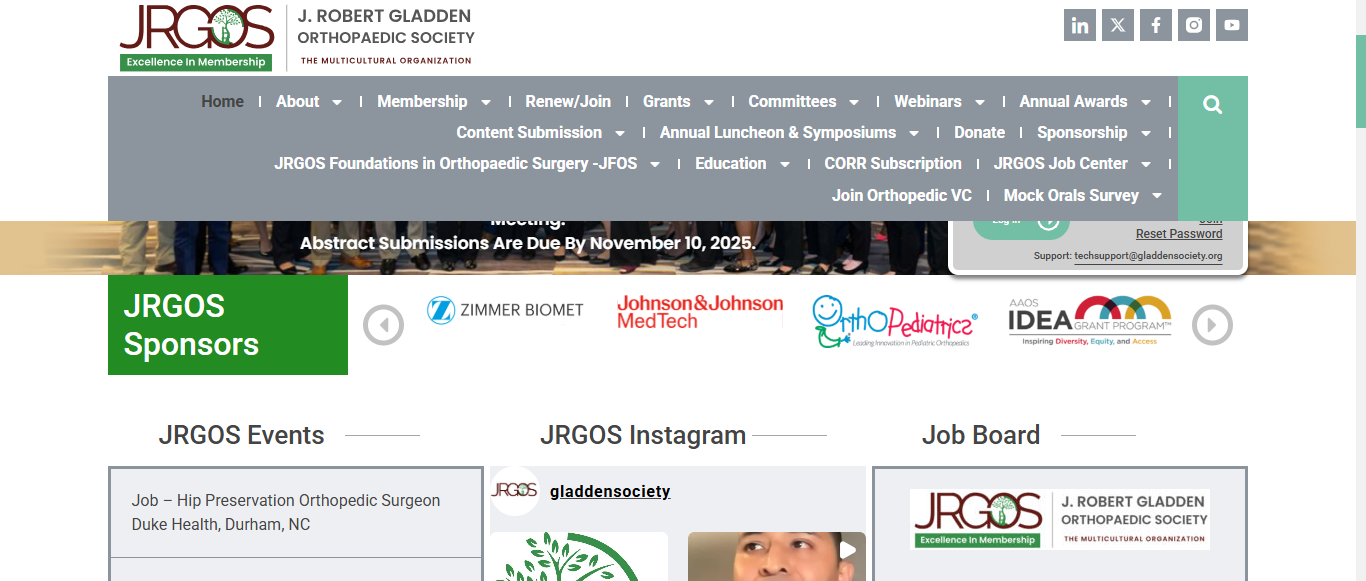 JRGOS
Excellence In Membership
J. ROBERT GLADDEN
ORTHOPAEDIC SOCIETY
THE MULTICULTURAL ORGANIZATION
Home
About
Membership
Renew/Join
Grants
Committees
Webinars
Annual Awards
Content Submission
Annual Luncheon & Symposiums
Donate
Sponsorship
JRGOS Foundations in Orthopaedic Surgery -JFOS
Education
CORR Subscription
JRGOS Job Center
Join Orthopedic VC
Mock Orals Survey
Meeting.
Abstract Submissions Are Due By November 10, 2025.
Log In
Join
Reset Password
Support: techsupport@gladdensociety.org
JRGOS
Sponsors
ZIMMER BIOMET
Johnson&Johnson
MedTech
OrthoPediatrics®
Leading Innovation in Pediatric Orthopedics
AAOS
IDEA GRANT PROGRAM™
Inspiring Diversity, Equity, and Access
JRGOS Events
JRGOS Instagram
Job Board
Job – Hip Preservation Orthopedic Surgeon
Duke Health, Durham, NC
JRGOS
gladdensociety
JRGOS
Excellence In Membership
J. ROBERT GLADDEN
ORTHOPAEDIC SOCIETY
THE MULTICULTURAL ORGANIZATION